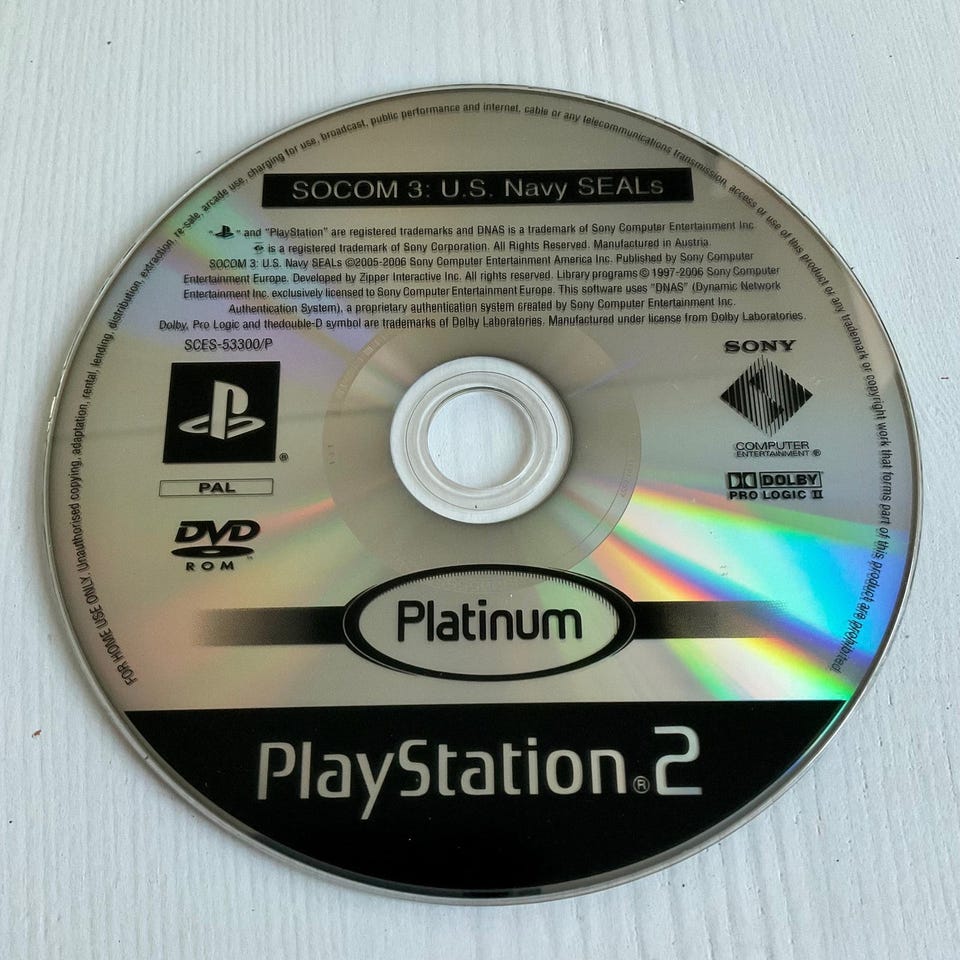 FOR HOME USE ONLY. Unauthorised copying, adaptation, rental, lending, distribution, extraction, re-sale, arcade use, charging for use, broadcast, public performance and internet, cable or any telecommunications transmission, access or use of this product or any trademark or copyright work that forms part of this product are prohibited.
SOCOM 3: U.S. Navy SEALs
" " and "PlayStation" are registered trademarks and DNAS is a trademark of Sony Computer Entertainment Inc.
is a registered trademark of Sony Corporation. All Rights Reserved. Manufactured in Austria.
SOCOM 3: U.S. Navy SEALs ©2005-2006 Sony Computer Entertainment America Inc. Published by Sony Computer
Entertainment Europe. Developed by Zipper Interactive Inc. All rights reserved. Library programs © 1997-2006 Sony Computer
Entertainment Inc. exclusively licensed to Sony Computer Entertainment Europe. This software uses "DNAS" (Dynamic Network
Authentication System), a proprietary authentication system created by Sony Computer Entertainment Inc.
Dolby, Pro Logic and thedouble-D symbol are trademarks of Dolby Laboratories. Manufactured under license from Dolby Laboratories.
SCES-53300/P
SONY
COMPUTER
ENTERTAINMENT ®
®
PAL
DOLBY
PRO LOGIC II
DVD
ROM
Platinum
PlayStation®2